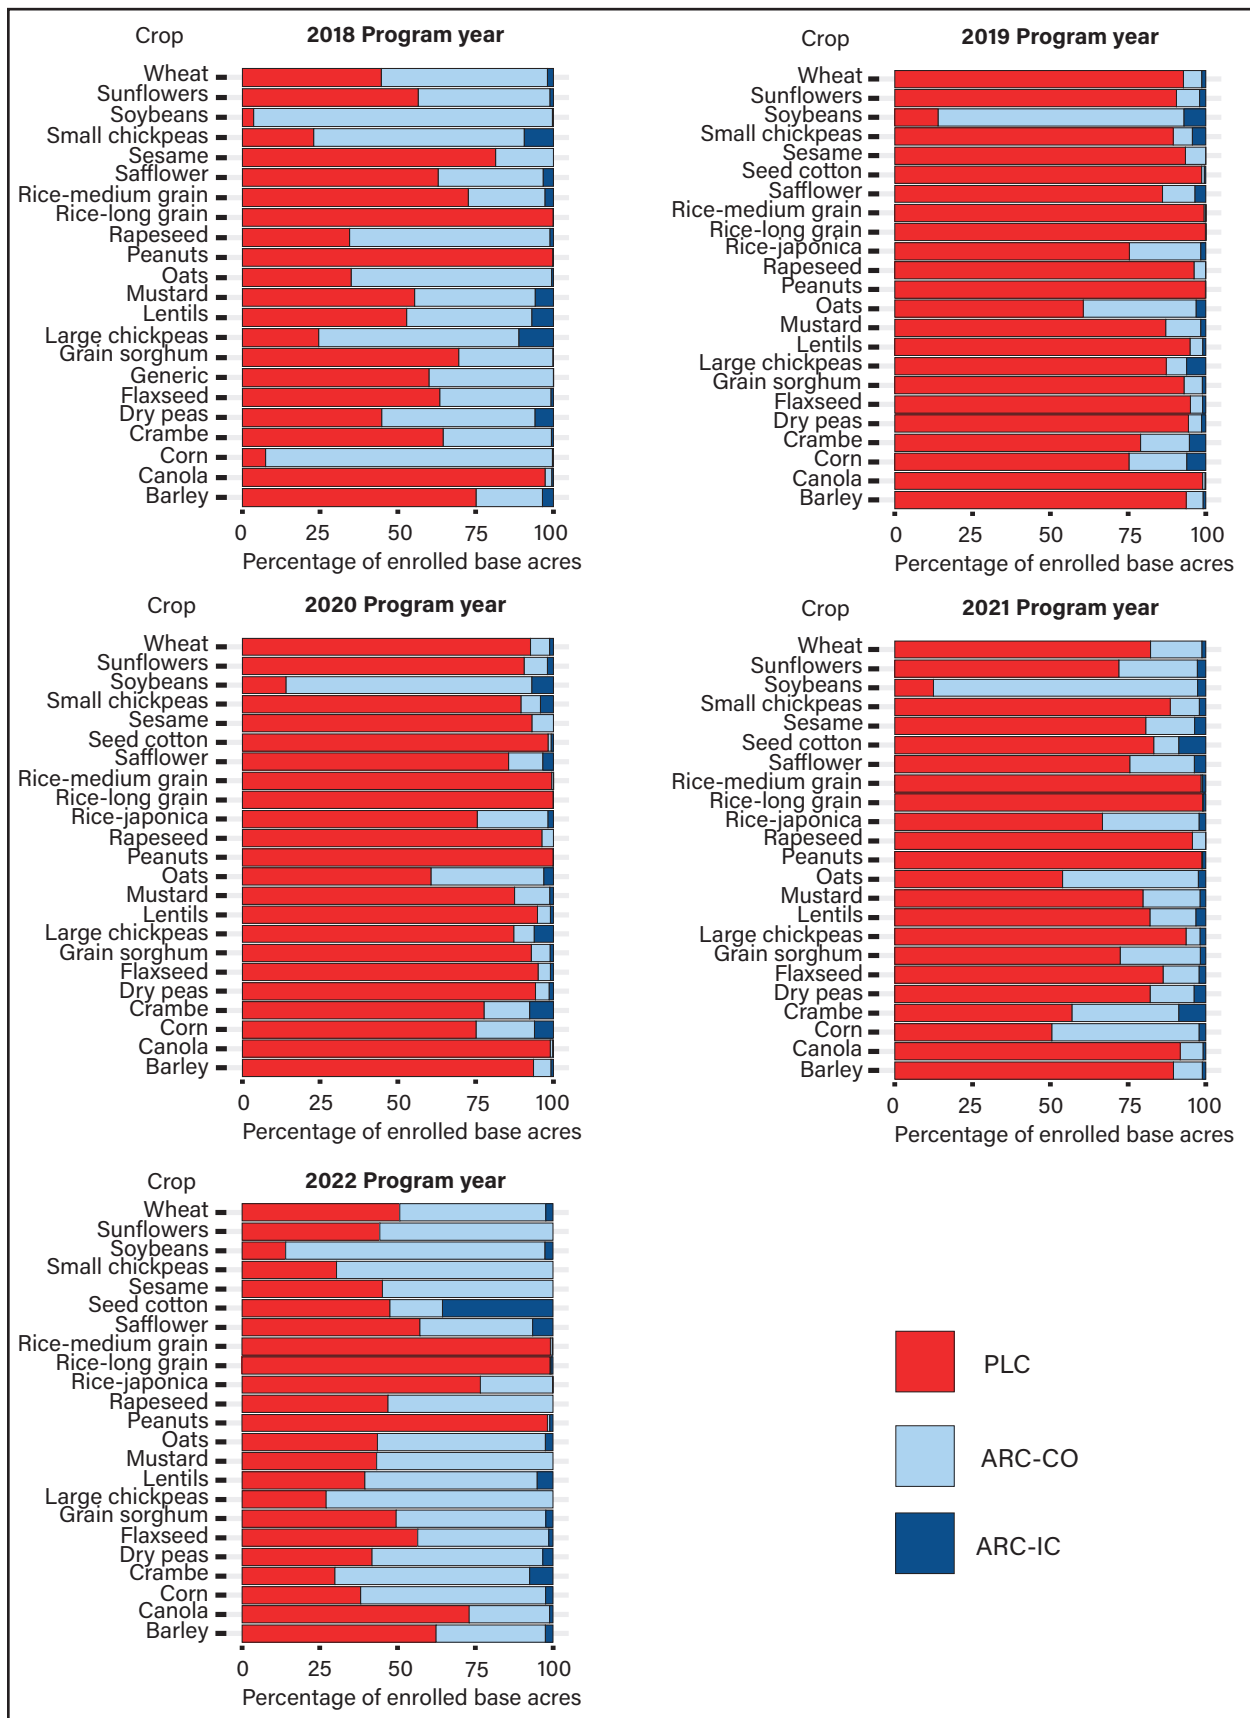 Crop 2018 Program year
Wheat
Sunflowers
Soybeans
Small chickpeas
Sesame
Safflower
Rice-medium grain
Rice-long grain
Rapeseed
Peanuts
Oats
Mustard
Lentils
Large chickpeas
Grain sorghum
Generic
Flaxseed
Dry peas
Crambe
Corn
Canola
Barley
0 25 50 75 100
Percentage of enrolled base acres
Crop 2019 Program year
Wheat
Sunflowers
Soybeans
Small chickpeas
Sesame
Seed cotton
Safflower
Rice-medium grain
Rice-long grain
Rice-japonica
Rapeseed
Peanuts
Oats
Mustard
Lentils
Large chickpeas
Grain sorghum
Flaxseed
Dry peas
Crambe
Corn
Canola
Barley
0 25 50 75 100
Percentage of enrolled base acres
Crop 2020 Program year
Wheat
Sunflowers
Soybeans
Small chickpeas
Sesame
Seed cotton
Safflower
Rice-medium grain
Rice-long grain
Rice-japonica
Rapeseed
Peanuts
Oats
Mustard
Lentils
Large chickpeas
Grain sorghum
Flaxseed
Dry peas
Crambe
Corn
Canola
Barley
0 25 50 75 100
Percentage of enrolled base acres
Crop 2021 Program year
Wheat
Sunflowers
Soybeans
Small chickpeas
Sesame
Seed cotton
Safflower
Rice-medium grain
Rice-long grain
Rice-japonica
Rapeseed
Peanuts
Oats
Mustard
Lentils
Large chickpeas
Grain sorghum
Flaxseed
Dry peas
Crambe
Corn
Canola
Barley
0 25 50 75 100
Percentage of enrolled base acres
Crop 2022 Program year
Wheat
Sunflowers
Soybeans
Small chickpeas
Sesame
Seed cotton
Safflower
Rice-medium grain
Rice-long grain
Rice-japonica
Rapeseed
Peanuts
Oats
Mustard
Lentils
Large chickpeas
Grain sorghum
Flaxseed
Dry peas
Crambe
Corn
Canola
Barley
0 25 50 75 100
Percentage of enrolled base acres
PLC
ARC-CO
ARC-IC